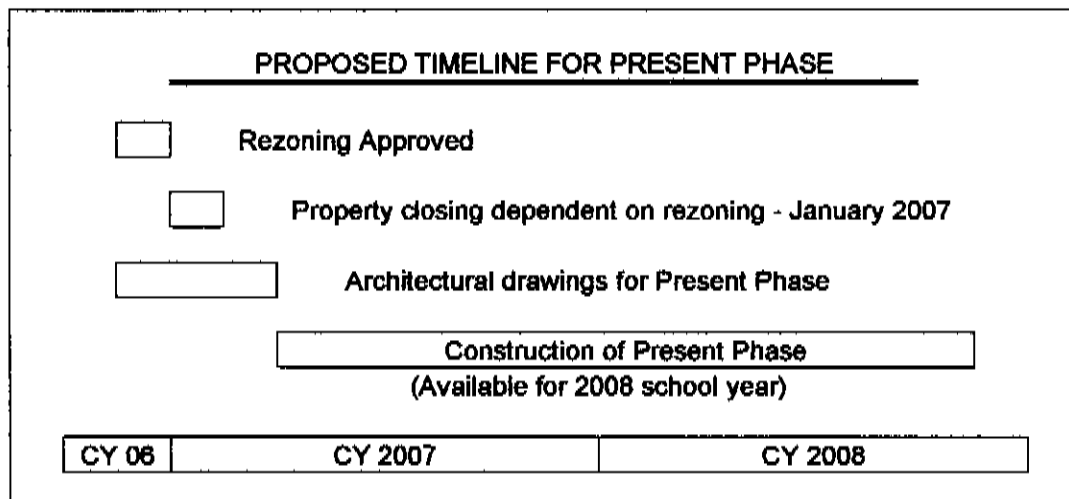 PROPOSED TIMELINE FOR PRESENT PHASE
Rezoning Approved
Property closing dependent on rezoning - January 2007
Architectural drawings for Present Phase
Construction of Present Phase
(Available for 2008 school year)
CY 06 CY 2007 CY 2008